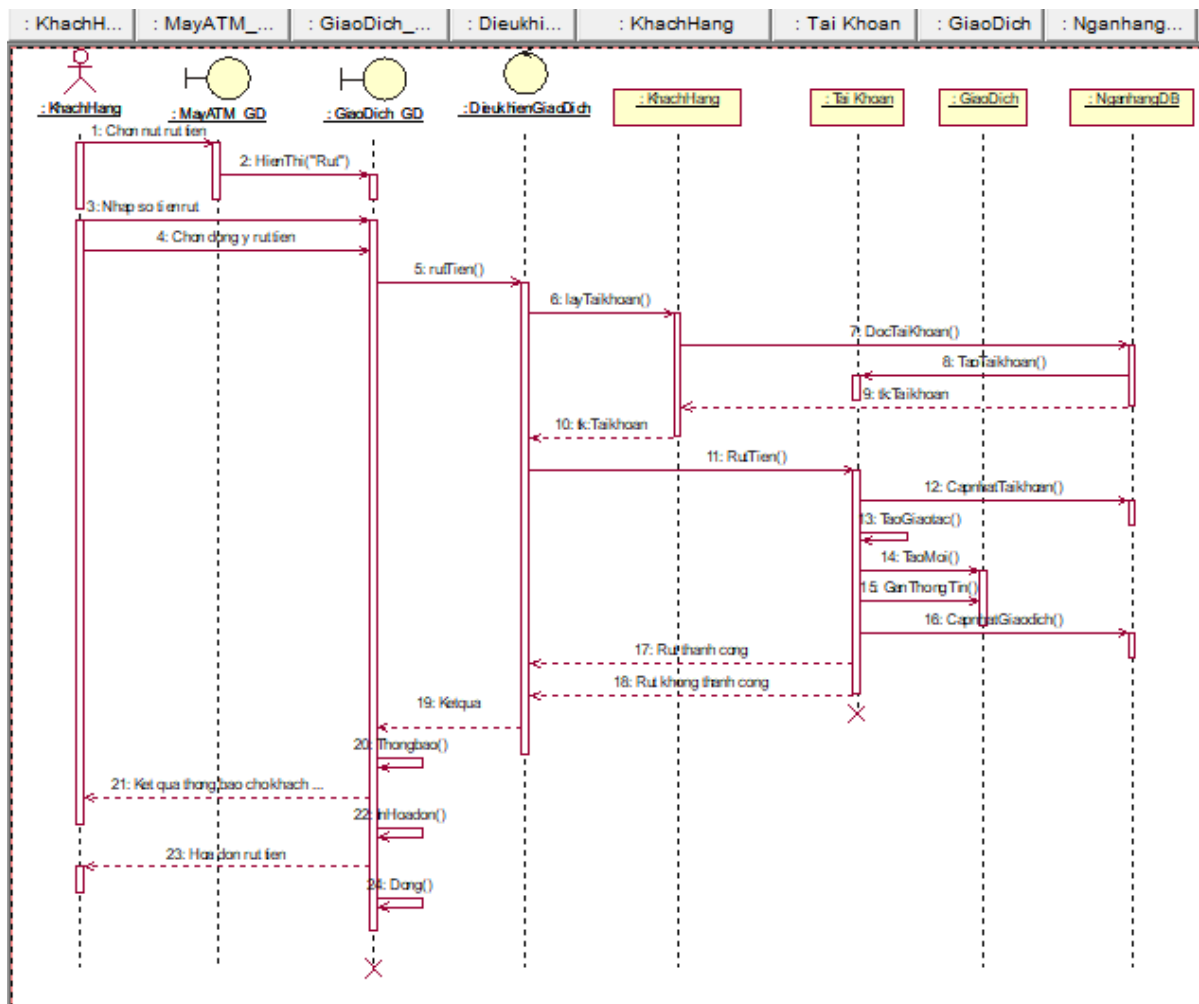 : KhachH... : MayATM_... : GiaoDich_... : Dieukhi... : KhachHang : Tai Khoan : GiaoDich : Nganhang...
: KhachHang : MayATM_GD : GiaoDich_GD : DieukhienGiaoDich : KhachHang : Tai Khoan : GiaoDich : NganhangDB
1: Chon nut rut tien
2: HienThi("Rut")
3: Nhap so tien rut
4: Chon dong y rut tien
5: rutTien()
6: layTaikhoan()
7: DocTaiKhoan()
8: TaoTaikhoan()
9: tk:Taikhoan
10: tk:Taikhoan
11: RutTien()
12: CapnhatTaikhoan()
13: TaoGiaotac()
14: TaoMoi()
15: GanThongTin()
16: CapnhatGiaodich()
17: Rut thanh cong
18: Rut khong thanh cong
19: Ketqua
20: Thongbao()
21: Ket qua thong bao cho khach ...
22: InHoadon()
23: Hoa don rut tien
24: Dong()